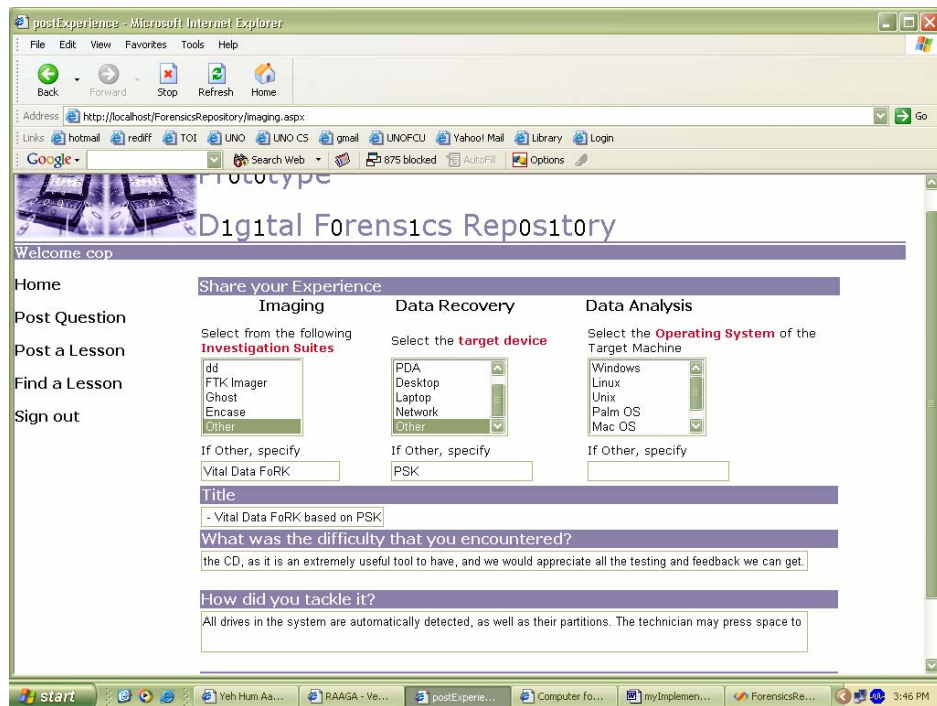 postExperience - Microsoft Internet Explorer
File Edit View Favorites Tools Help
Back Forward Stop Refresh Home
Address http://localhost/ForensicsRepository/imaging.aspx Go
Links hotmail rediff TOI UNO UNO CS gmail UNOFCU Yahoo! Mail Library Login
Google Search Web 875 blocked AutoFill Options
Prototype
D1g1tal F0rens1cs Rep0s1t0ry
Welcome cop
Home
Post Question
Post a Lesson
Find a Lesson
Sign out
Share your Experience
Imaging Data Recovery Data Analysis
Select from the following Investigation Suites
Select the target device
Select the Operating System of the Target Machine
dd
FTK Imager
Ghost
Encase
Other
PDA
Desktop
Laptop
Network
Other
Windows
Linux
Unix
Palm OS
Mac OS
If Other, specify If Other, specify If Other, specify
Vital Data FoRK PSK
Title
- Vital Data FoRK based on PSK
What was the difficulty that you encountered?
the CD, as it is an extremely useful tool to have, and we would appreciate all the testing and feedback we can get.
How did you tackle it?
All drives in the system are automatically detected, as well as their partitions. The technician may press space to
start Yeh Hum Aa... RAAGA - Ve... postExperie... Computer fo... myImplemen... ForensicsRe... 3:46 PM